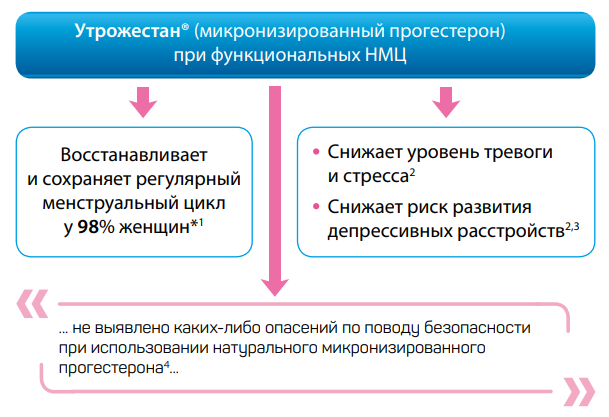 Утрожестан® (микронизированный прогестерон)
при функциональных НМЦ
Восстанавливает
и сохраняет регулярный
менструальный цикл
у 98% женщин*¹
• Снижает уровень тревоги
и стресса²
• Снижает риск развития
депрессивных расстройств²,³
... не выявлено каких-либо опасений по поводу безопасности
при использовании натурального микронизированного
прогестерона⁴...